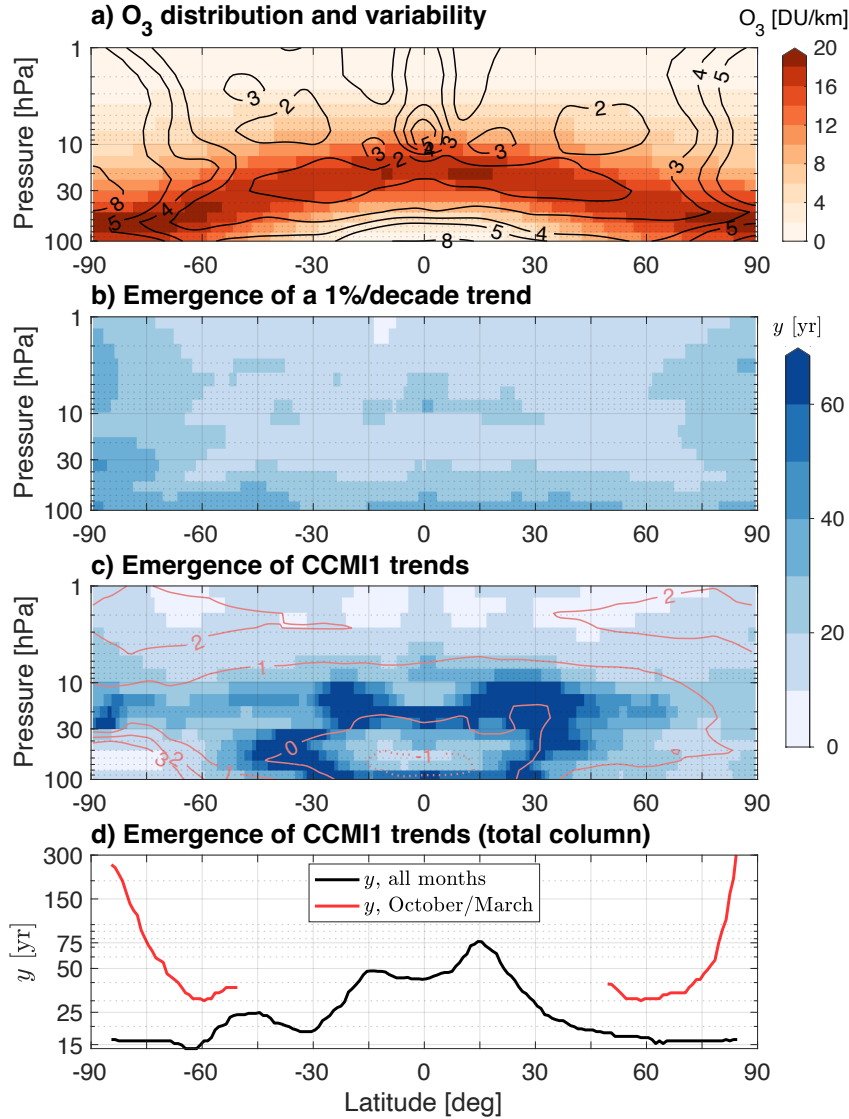 a) O3 distribution and variability
O3 [DU/km]
Pressure [hPa]
1
10
30
100
-90 -60 -30 0 30 60 90
3 2 2 4 5 3 3 5 3 2 3 8 4 5 3 4 5 5 4 8
20
16
12
8
4
0
b) Emergence of a 1%/decade trend
y [yr]
Pressure [hPa]
1
10
30
100
-90 -60 -30 0 30 60 90
60
40
20
0
c) Emergence of CCMI1 trends
Pressure [hPa]
1
10
30
100
2 2 2 1 0 -1 3 2 1
-90 -60 -30 0 30 60 90
d) Emergence of CCMI1 trends (total column)
y [yr]
300
150
75
50
25
15
y, all months
y, October/March
-90 -60 -30 0 30 60 90
Latitude [deg]